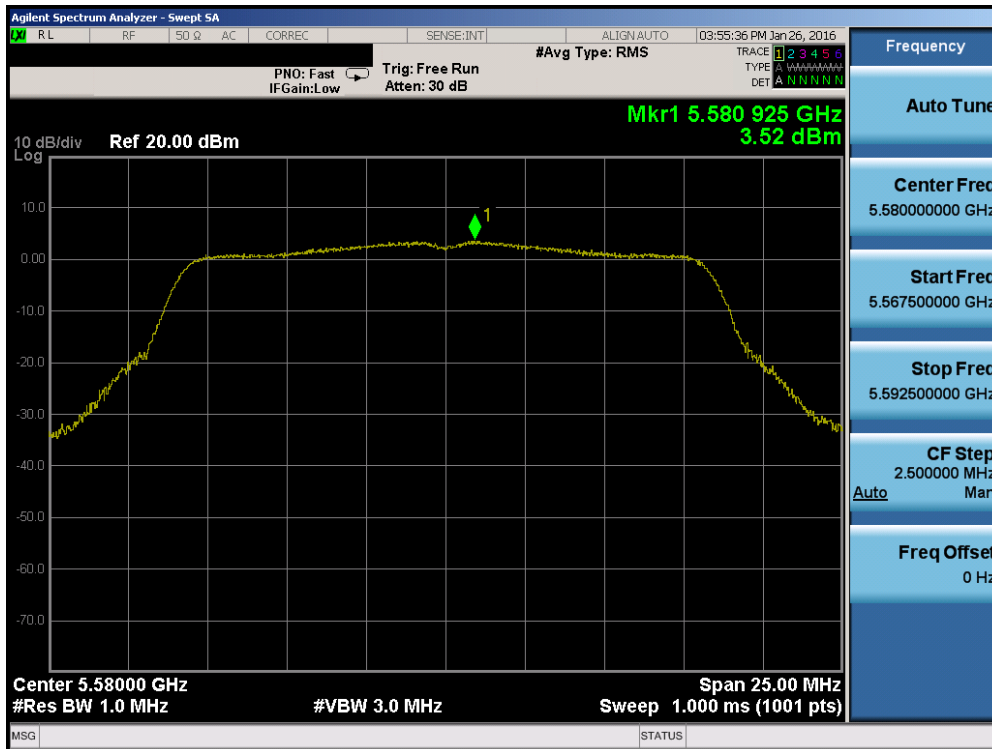 Agilent Spectrum Analyzer - Swept SA
LXI RL RF 50 Ω AC CORREC SENSE:INT ALIGN AUTO 03:55:36 PM Jan 26, 2016
#Avg Type: RMS TRACE 1 2 3 4 5 6
PNO: Fast Trig: Free Run TYPE A WWWWW
IFGain:Low Atten: 30 dB DET A N N N N N
Mkr1 5.580 925 GHz
3.52 dBm
10 dB/div Ref 20.00 dBm
Log
1
10.0
0.00
-10.0
-20.0
-30.0
-40.0
-50.0
-60.0
-70.0
Center 5.58000 GHz Span 25.00 MHz
#Res BW 1.0 MHz #VBW 3.0 MHz Sweep 1.000 ms (1001 pts)
MSG STATUS
Frequency
Auto Tune
Center Freq
5.580000000 GHz
Start Freq
5.567500000 GHz
Stop Freq
5.592500000 GHz
CF Step
2.500000 MHz
Auto Man
Freq Offset
0 Hz